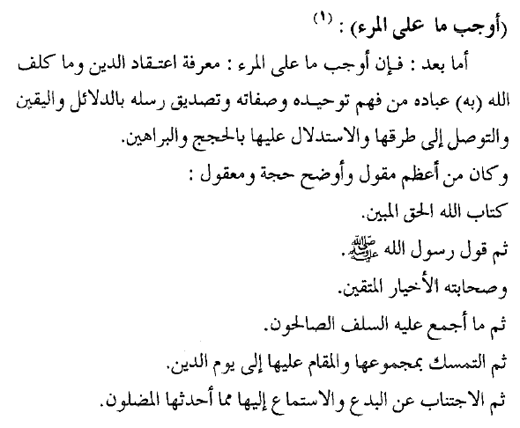 (أوجب ما على المرء) : (١)
أما بعد : فإن أوجب ما على المرء : معرفة اعتقاد الدين وما كلف
الله (به) عباده من فهم توحيده وصفاته وتصديق رسله بالدلائل واليقين
والتوصل إلى طرقها والاستدلال عليها بالحجج والبراهين.
وكان من أعظم مقول وأوضح حجة ومعقول :
كتاب الله الحق المبين.
ثم قول رسول الله ﷺ.
وصحابته الأخيار المتقين.
ثم ما أجمع عليه السلف الصالحون.
ثم التمسك بمجموعها والمقام عليها إلى يوم الدين.
ثم الاجتناب عن البدع والاستماع إليها مما أحدثها المضلون.